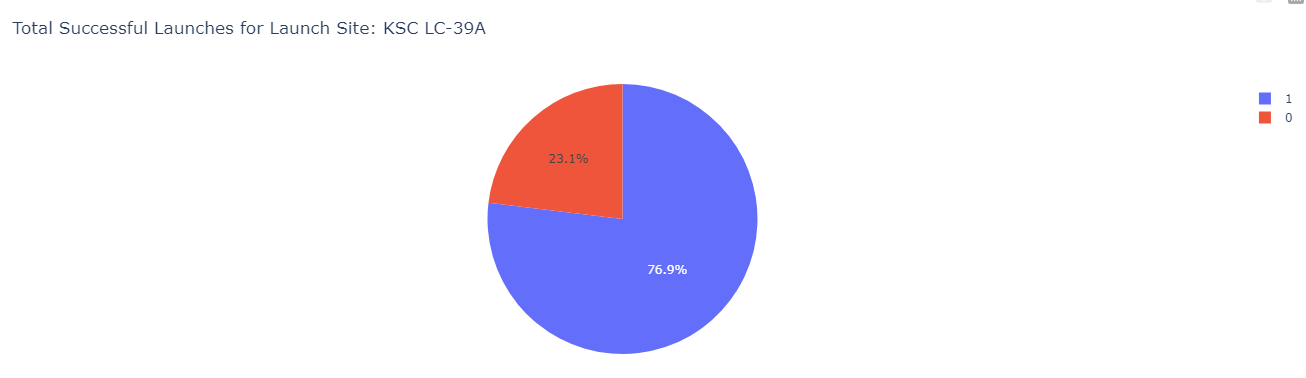 Total Successful Launches for Launch Site: KSC LC-39A
1
0
23.1%
76.9%